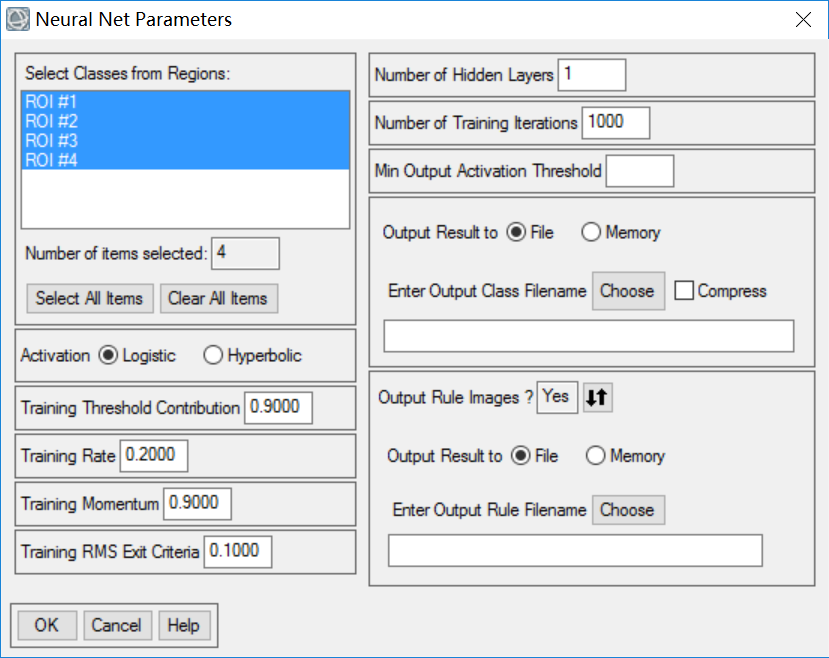 Neural Net Parameters
Select Classes from Regions:
ROI #1
ROI #2
ROI #3
ROI #4
Number of items selected: 4
Select All Items Clear All Items
Activation Logistic Hyperbolic
Training Threshold Contribution 0.9000
Training Rate 0.2000
Training Momentum 0.9000
Training RMS Exit Criteria 0.1000
Number of Hidden Layers 1
Number of Training Iterations 1000
Min Output Activation Threshold
Output Result to File Memory
Enter Output Class Filename Choose Compress
Output Rule Images ? Yes
Output Result to File Memory
Enter Output Rule Filename Choose
OK Cancel Help